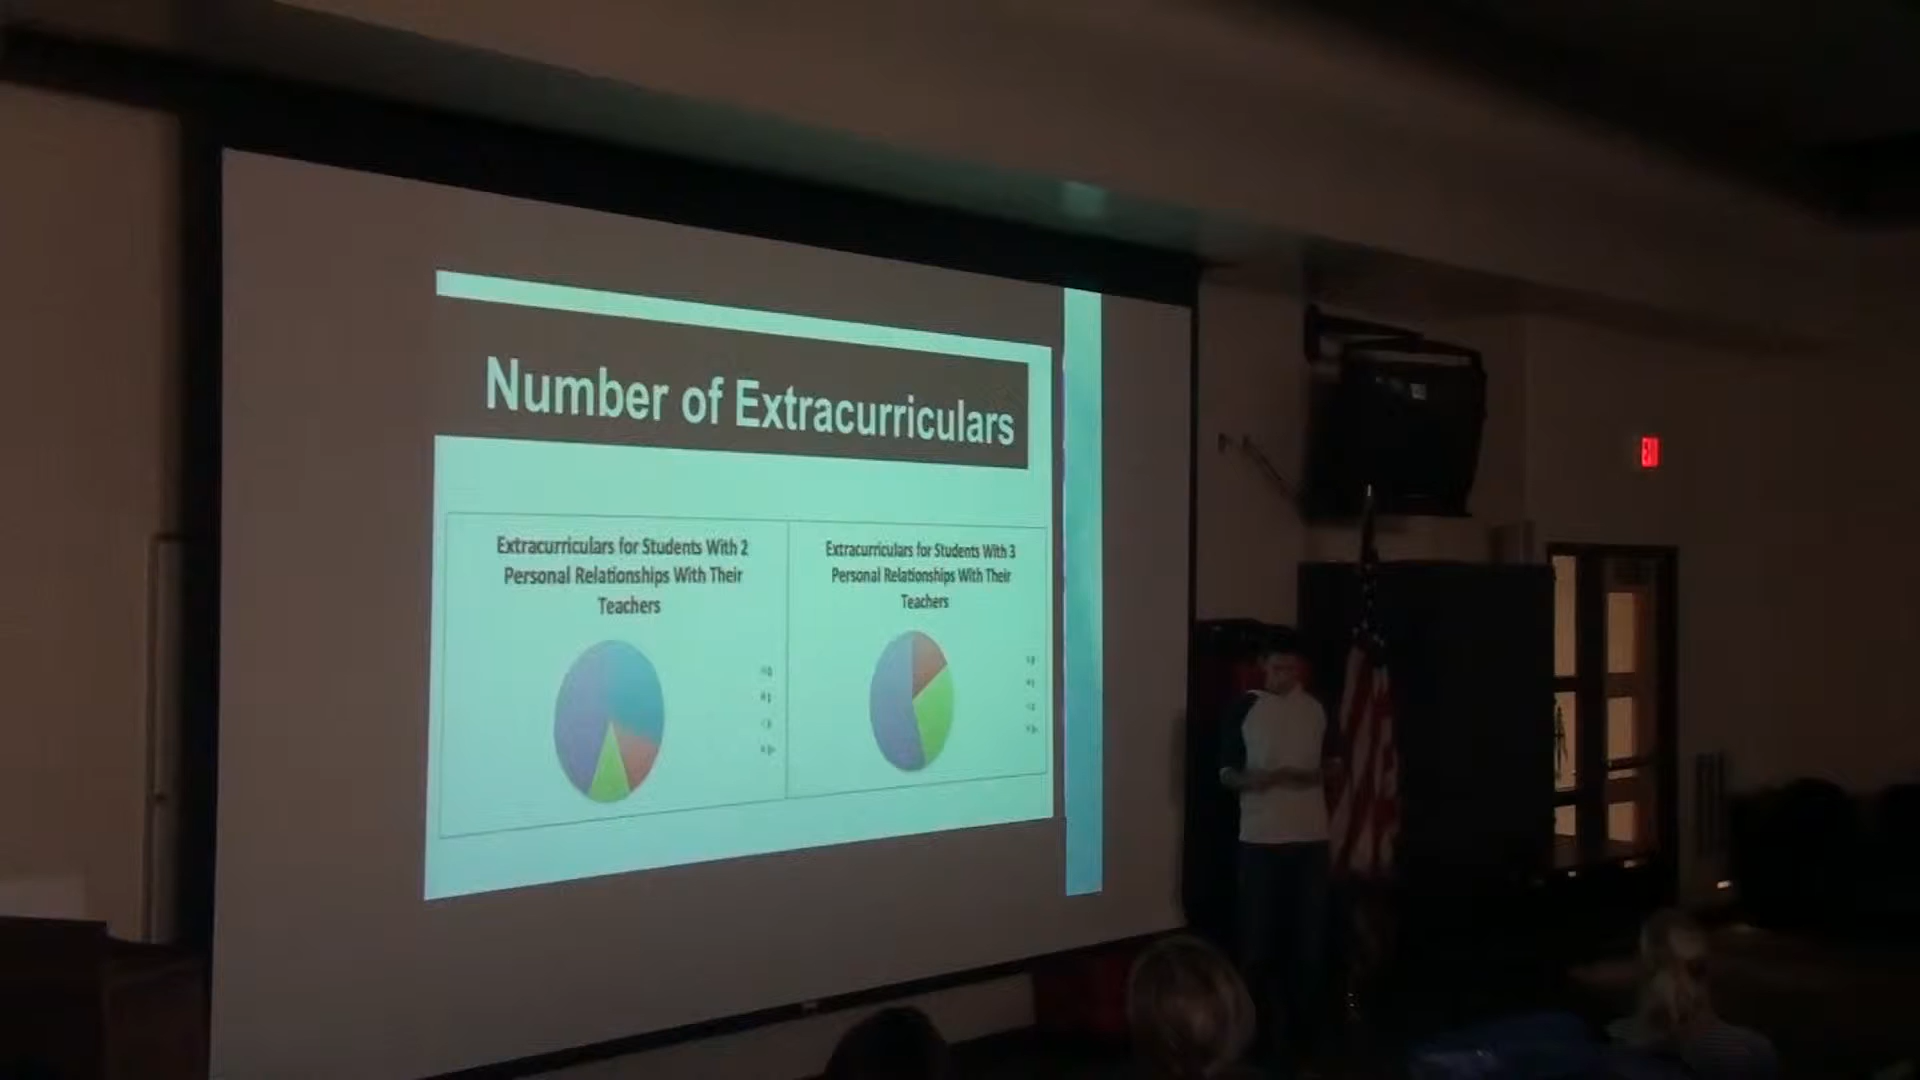 Number of Extracurriculars
Extracurriculars for Students With 2
Personal Relationships With Their
Teachers
Extracurriculars for Students With 3
Personal Relationships With Their
Teachers